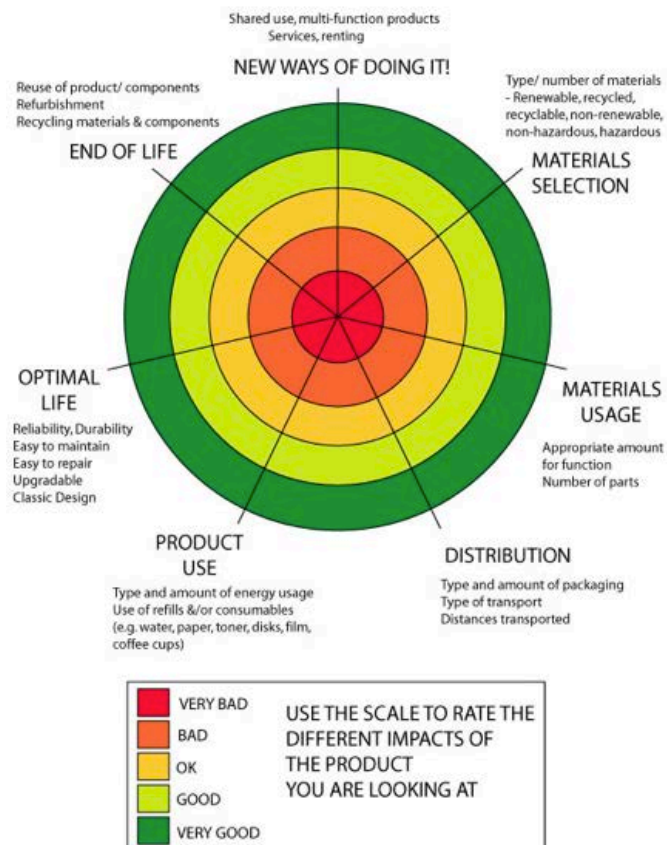 Shared use, multi-function products
Services, renting
NEW WAYS OF DOING IT!
Type/ number of materials
- Renewable, recycled,
recyclable, non-renewable,
non-hazardous, hazardous
MATERIALS
SELECTION
Reuse of product/ components
Refurbishment
Recycling materials & components
END OF LIFE
OPTIMAL
LIFE
Reliability, Durability
Easy to maintain
Easy to repair
Upgradable
Classic Design
MATERIALS
USAGE
Appropriate amount
for function
Number of parts
PRODUCT
USE
Type and amount of energy usage
Use of refills &/or consumables
(e.g. water, paper, toner, disks, film,
coffee cups)
DISTRIBUTION
Type and amount of packaging
Type of transport
Distances transported
VERY BAD
BAD
OK
GOOD
VERY GOOD
USE THE SCALE TO RATE THE
DIFFERENT IMPACTS OF
THE PRODUCT
YOU ARE LOOKING AT